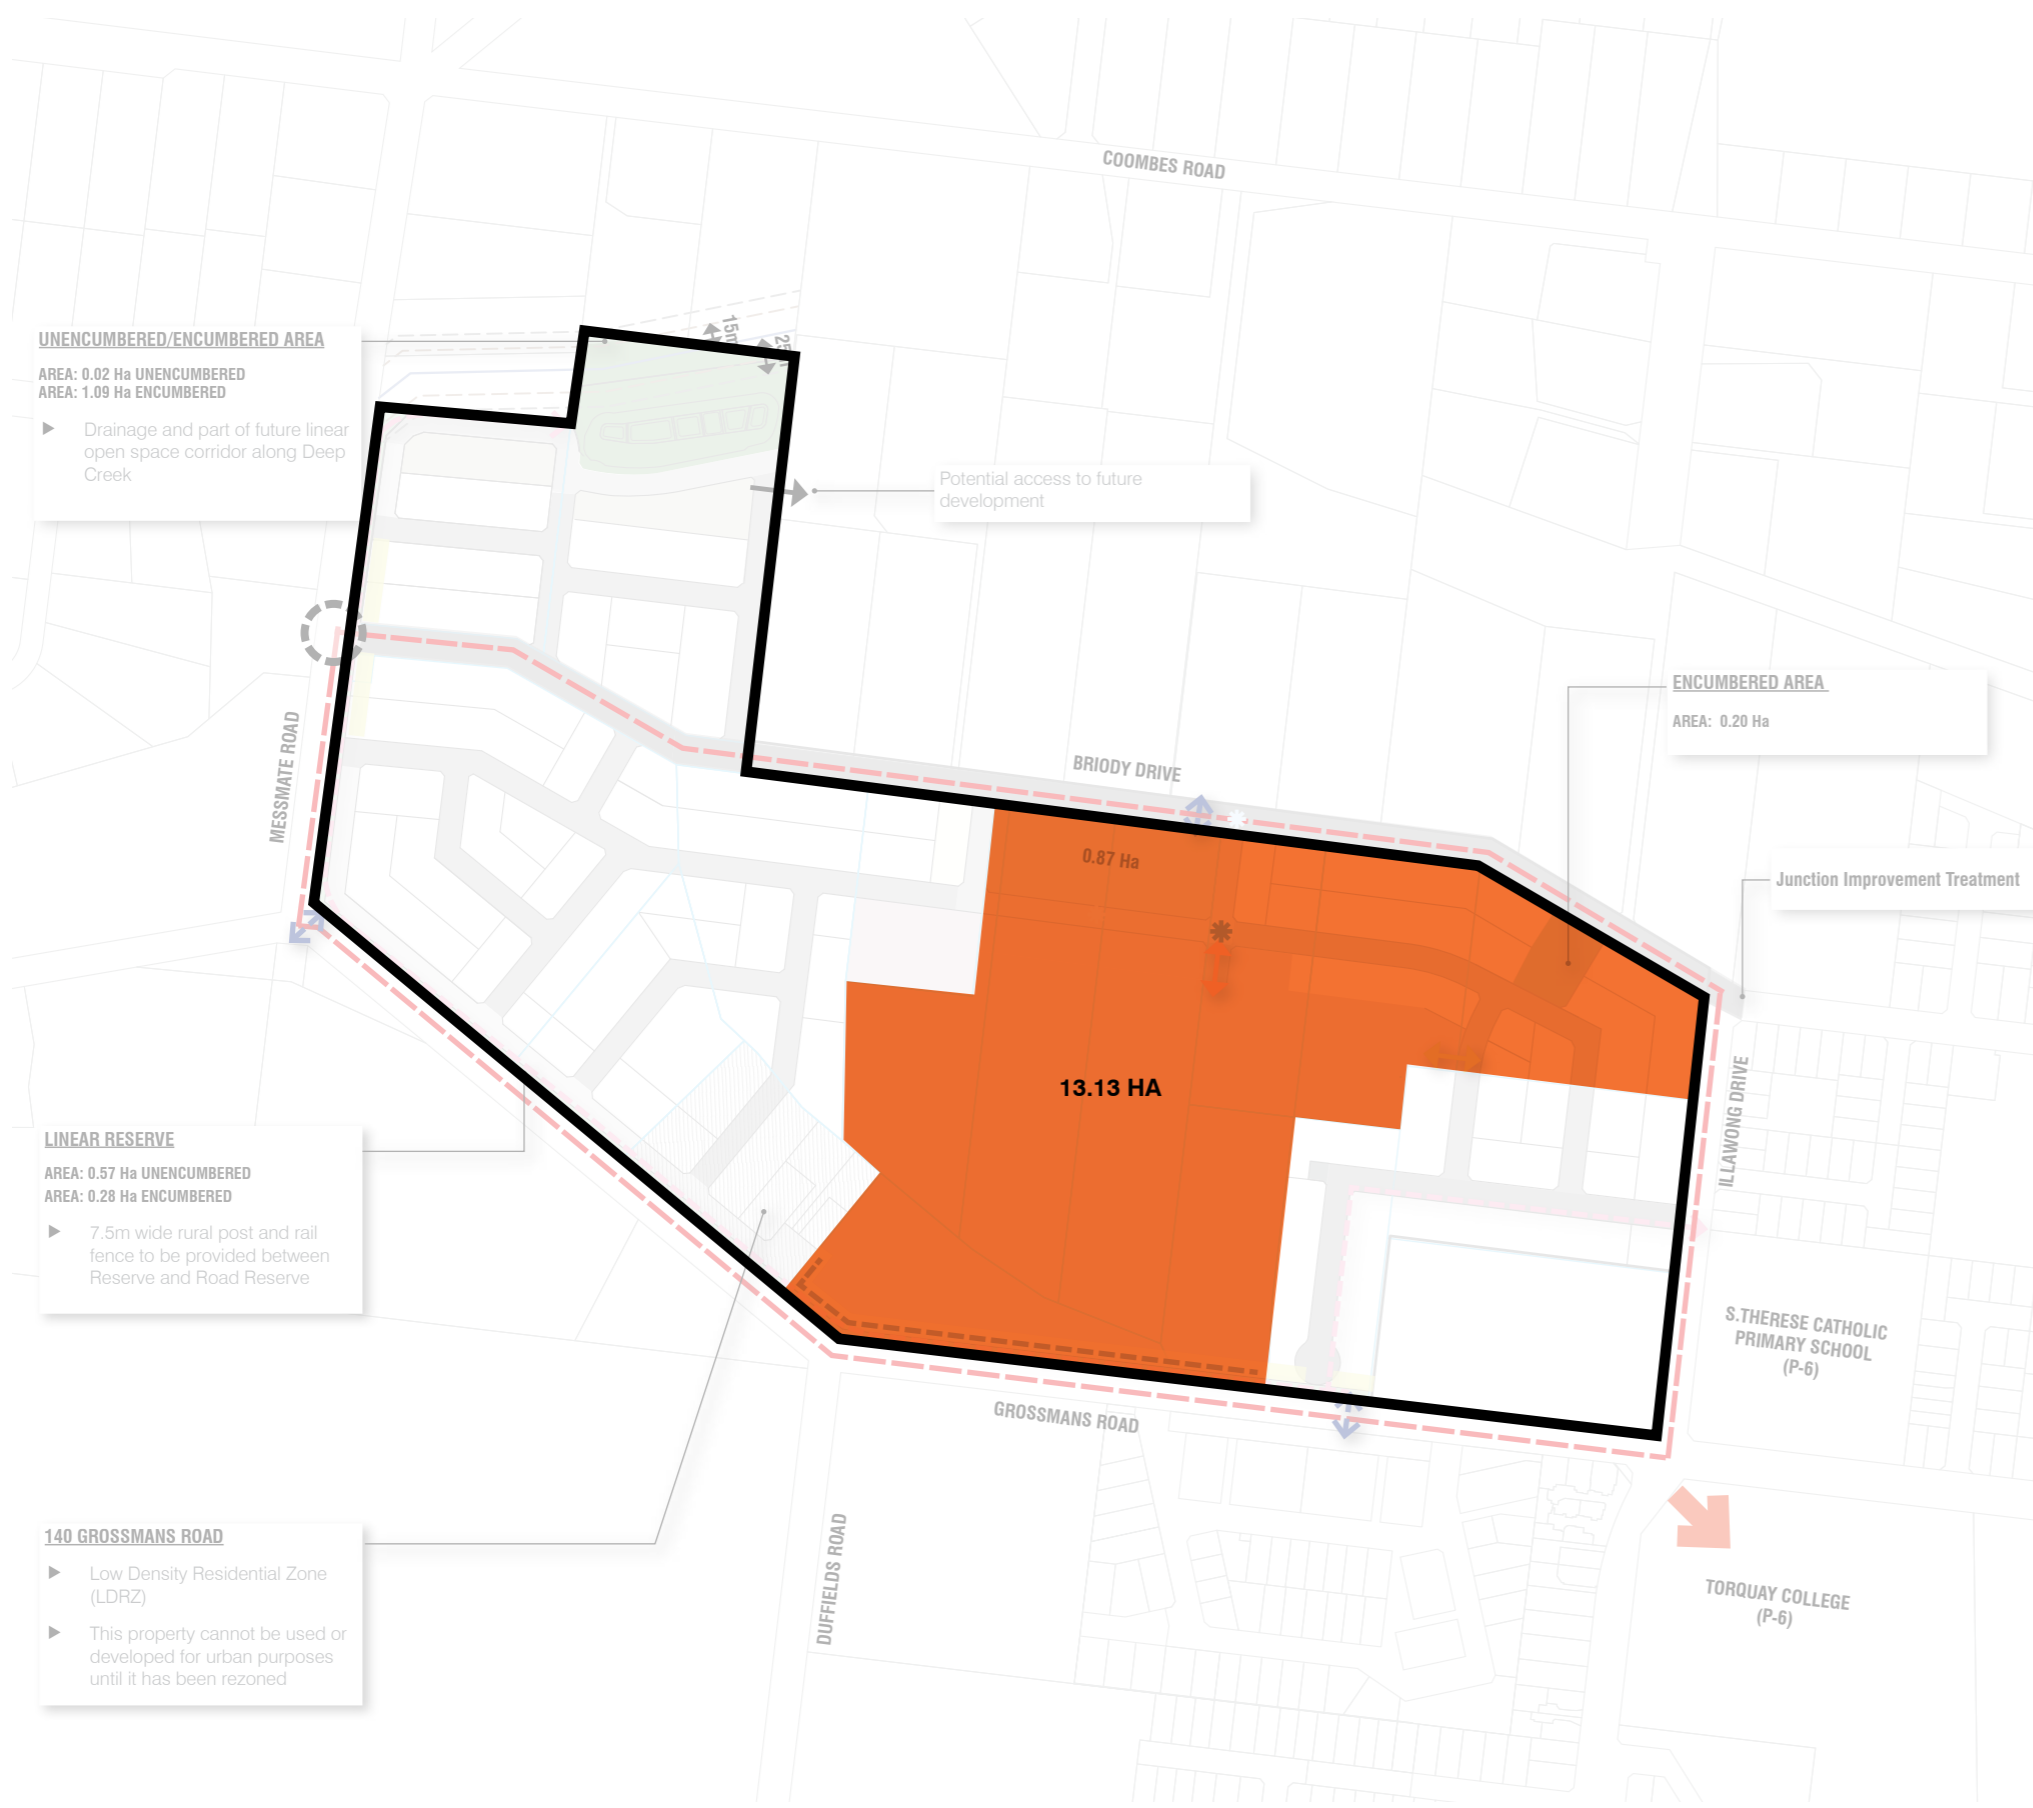 COOMBES ROAD
15m
UNENCUMBERED/ENCUMBERED AREA
AREA: 0.02 Ha UNENCUMBERED
AREA: 1.09 Ha ENCUMBERED
Drainage and part of future linear
open space corridor along Deep
Creek
Potential access to future
development
ENCUMBERED AREA
AREA: 0.20 Ha
MESSMATE ROAD
BRIODY DRIVE
0.87 Ha
Junction Improvement Treatment
13.13 HA
ILLAWONG DRIVE
LINEAR RESERVE
AREA: 0.57 Ha UNENCUMBERED
AREA: 0.28 Ha ENCUMBERED
7.5m wide rural post and rail
fence to be provided between
Reserve and Road Reserve
S.THERESE CATHOLIC
PRIMARY SCHOOL
(P-6)
GROSSMANS ROAD
140 GROSSMANS ROAD
Low Density Residential Zone
(LDRZ)
This property cannot be used or
developed for urban purposes
until it has been rezoned
DUFFIELDS ROAD
TORQUAY COLLEGE
(P-6)